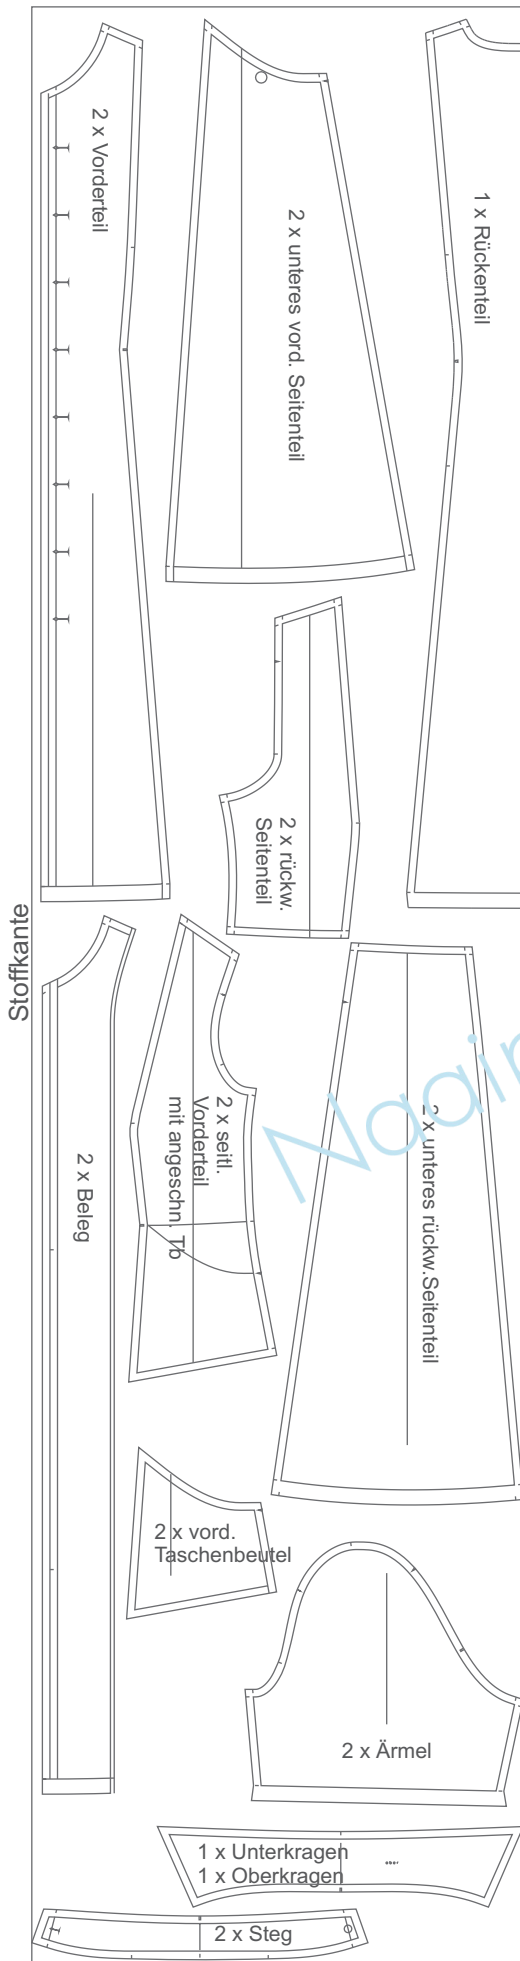 2 x Vorderteil
2 x unteres vord. Seitenteil
1 x Rückenteil
2 x rückw.
Seitenteil
Stoffkante
2 x Beleg
2 x seitl.
Vorderteil
mit angeschn. Tb
2 x unteres rückw.Seitenteil
2 x vord.
Taschenbeutel
2 x Ärmel
1 x Unterkragen
1 x Oberkragen
2 x Steg